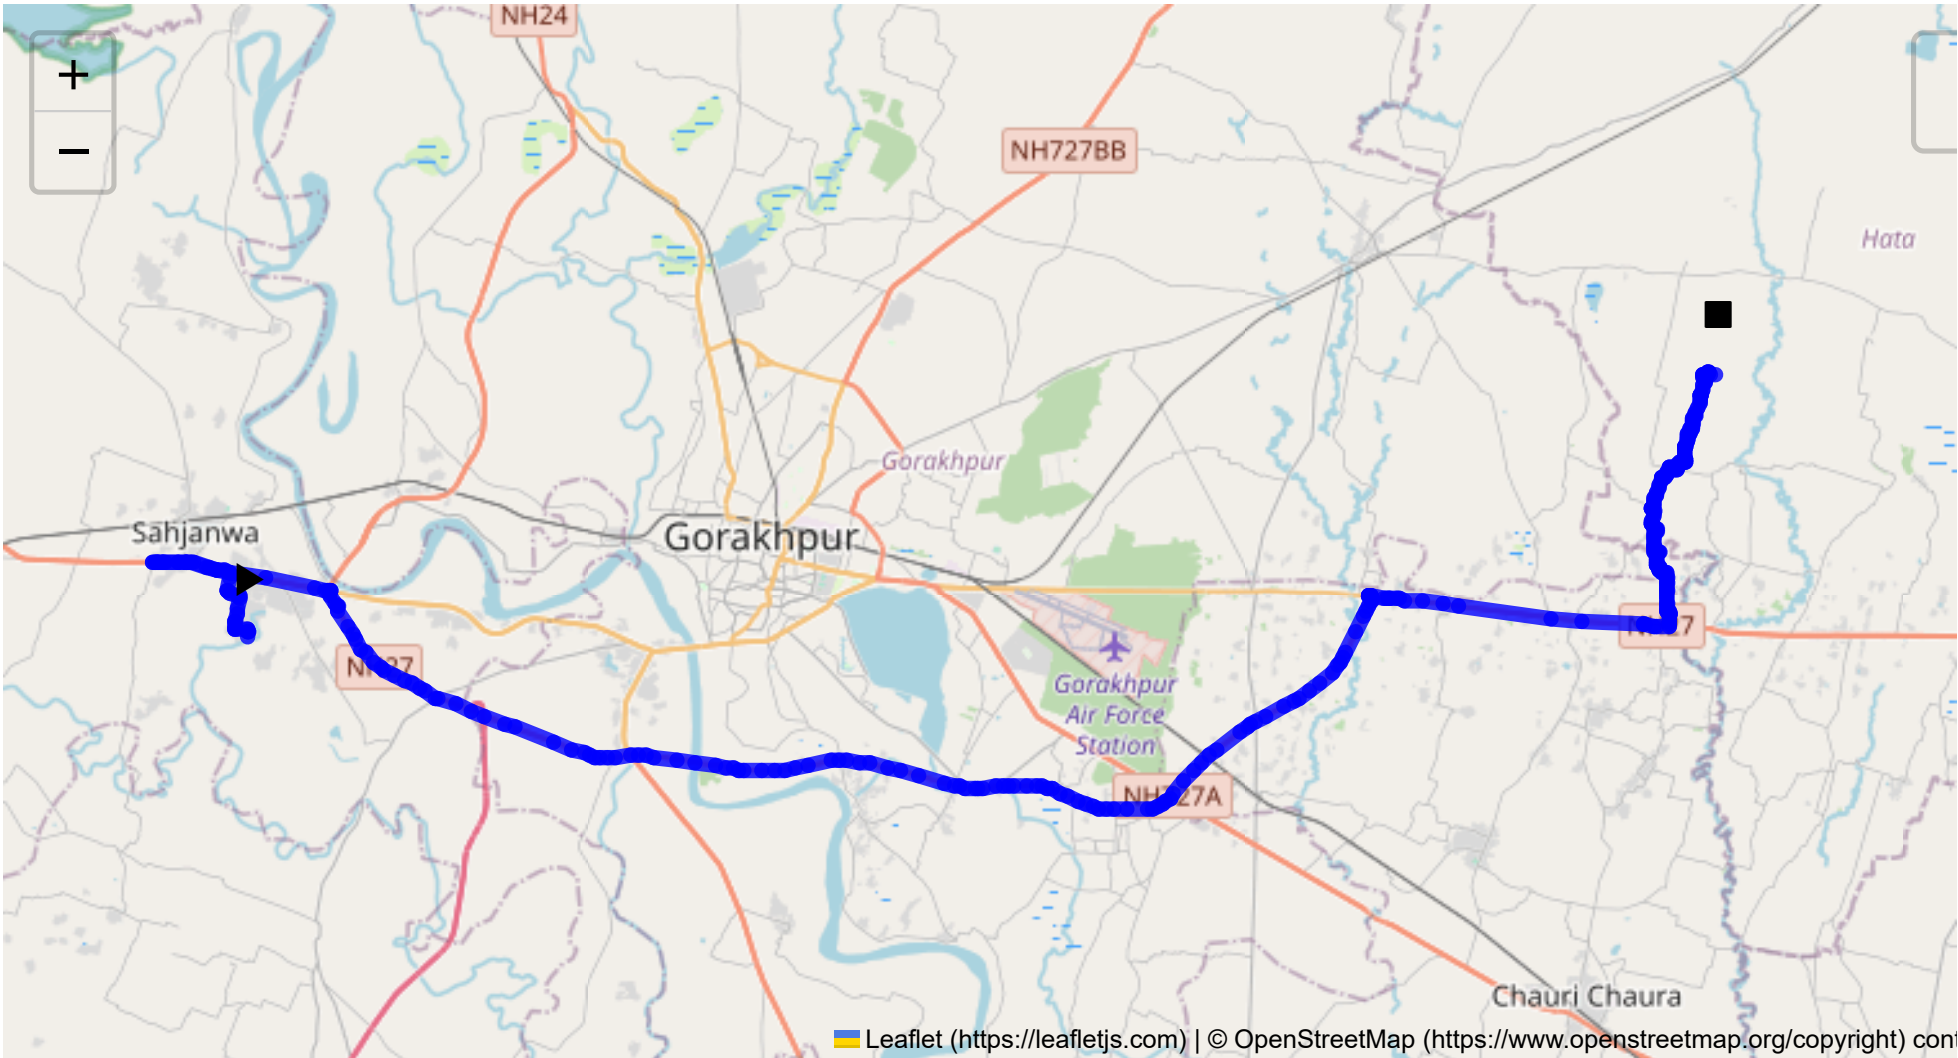 NH24
+
−
NH727BB
Hata
Gorakhpur
Sahjanwa
Gorakhpur
Gorakhpur
Air Force
Station
NH727A
Chauri Chaura
Leaflet (https://leafletjs.com) | © OpenStreetMap (https://www.openstreetmap.org/copyright)